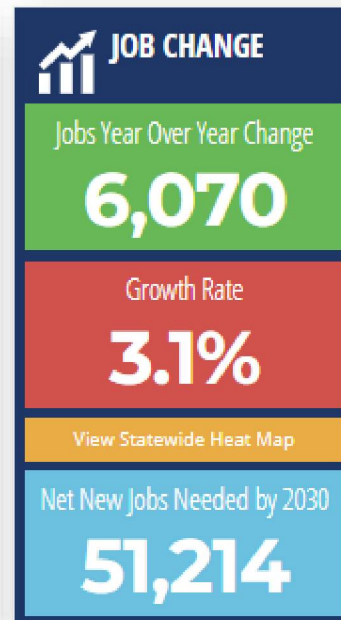 JOB CHANGE
Jobs Year Over Year Change
6,070
Growth Rate
3.1%
View Statewide Heat Map
Net New Jobs Needed by 2030
51,214